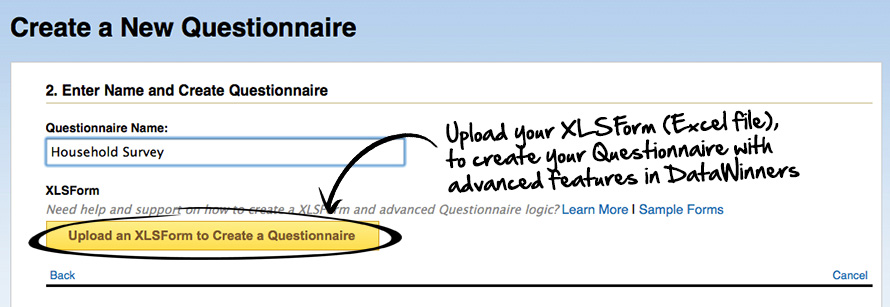 Create a New Questionnaire
2. Enter Name and Create Questionnaire
Questionnaire Name:
Household Survey
Upload your XLSForm (Excel file),
to create your Questionnaire with
advanced Features in DataWinners
XLSForm
Need help and support on how to create a XLSForm and advanced Questionnaire logic? Learn More | Sample Forms
Upload an XLSForm to Create a Questionnaire
Back
Cancel